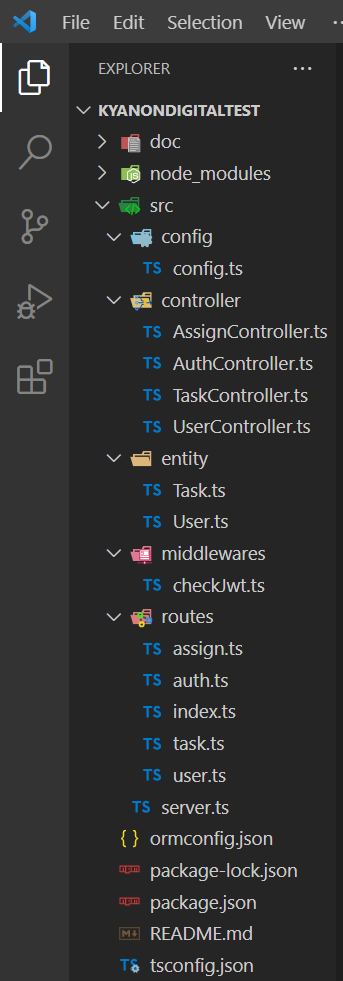 File Edit Selection View ···
EXPLORER ···
KYANONDIGITALTEST
doc
node_modules
src
config
TS config.ts
controller
TS AssignController.ts
TS AuthController.ts
TS TaskController.ts
TS UserController.ts
entity
TS Task.ts
TS User.ts
middlewares
TS checkJwt.ts
routes
TS assign.ts
TS auth.ts
TS index.ts
TS task.ts
TS user.ts
TS server.ts
{ } ormconfig.json
package-lock.json
package.json
README.md
TS tsconfig.json